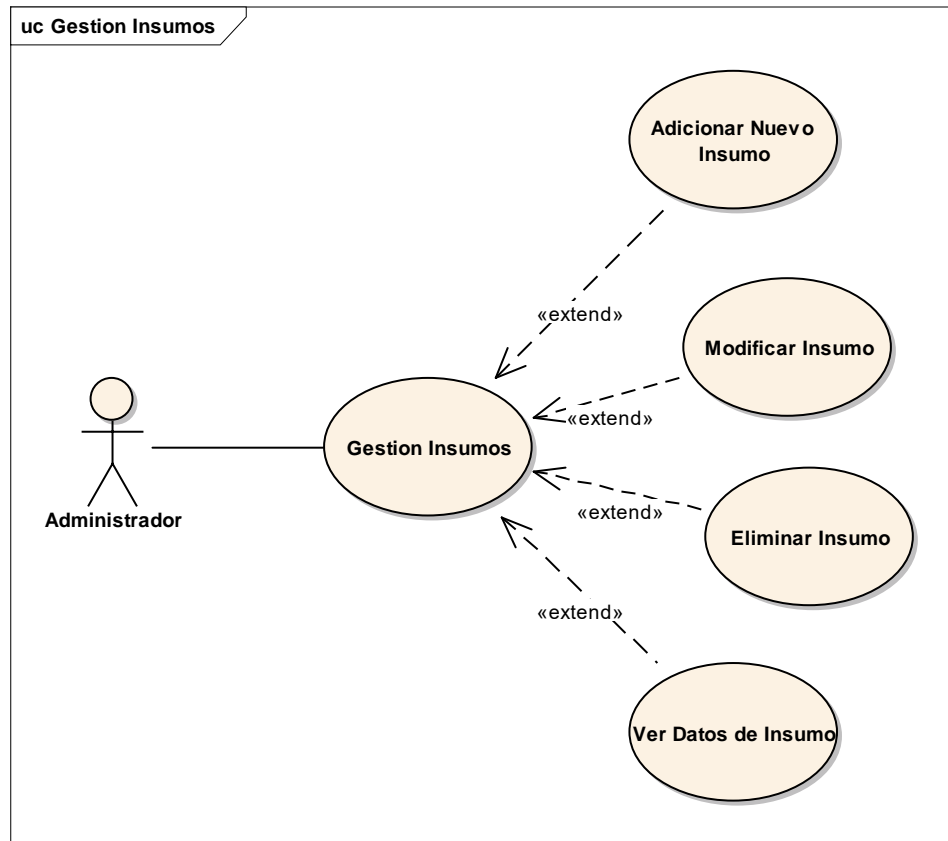 uc Gestion Insumos
Adicionar Nuevo
Insumo
«extend»
Modificar Insumo
«extend»
Gestion Insumos
Administrador
«extend»
Eliminar Insumo
«extend»
Ver Datos de Insumo